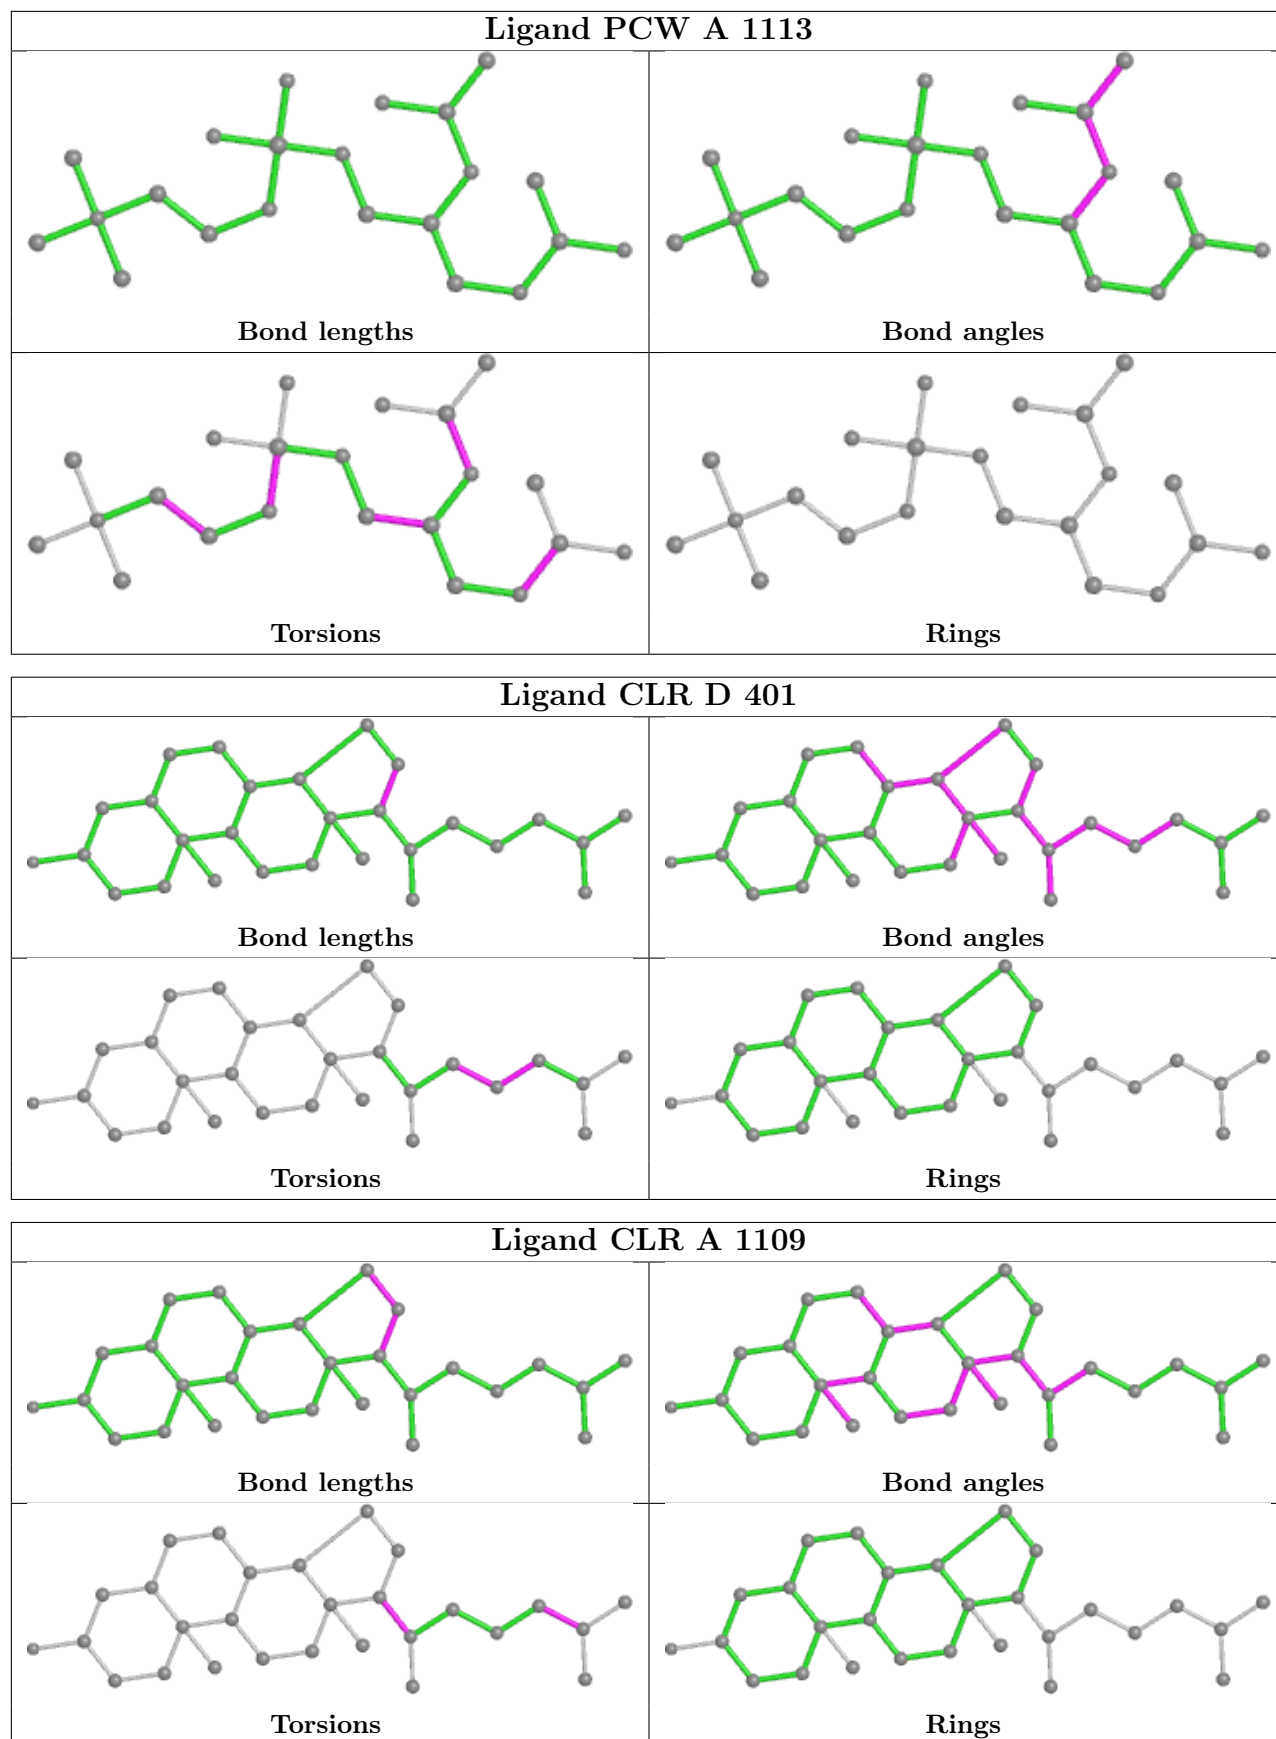 Ligand PCW A 1113
Bond lengths
Bond angles
Torsions
Rings
Ligand CLR D 401
Bond lengths
Bond angles
Torsions
Rings
Ligand CLR A 1109
Bond lengths
Bond angles
Torsions
Rings